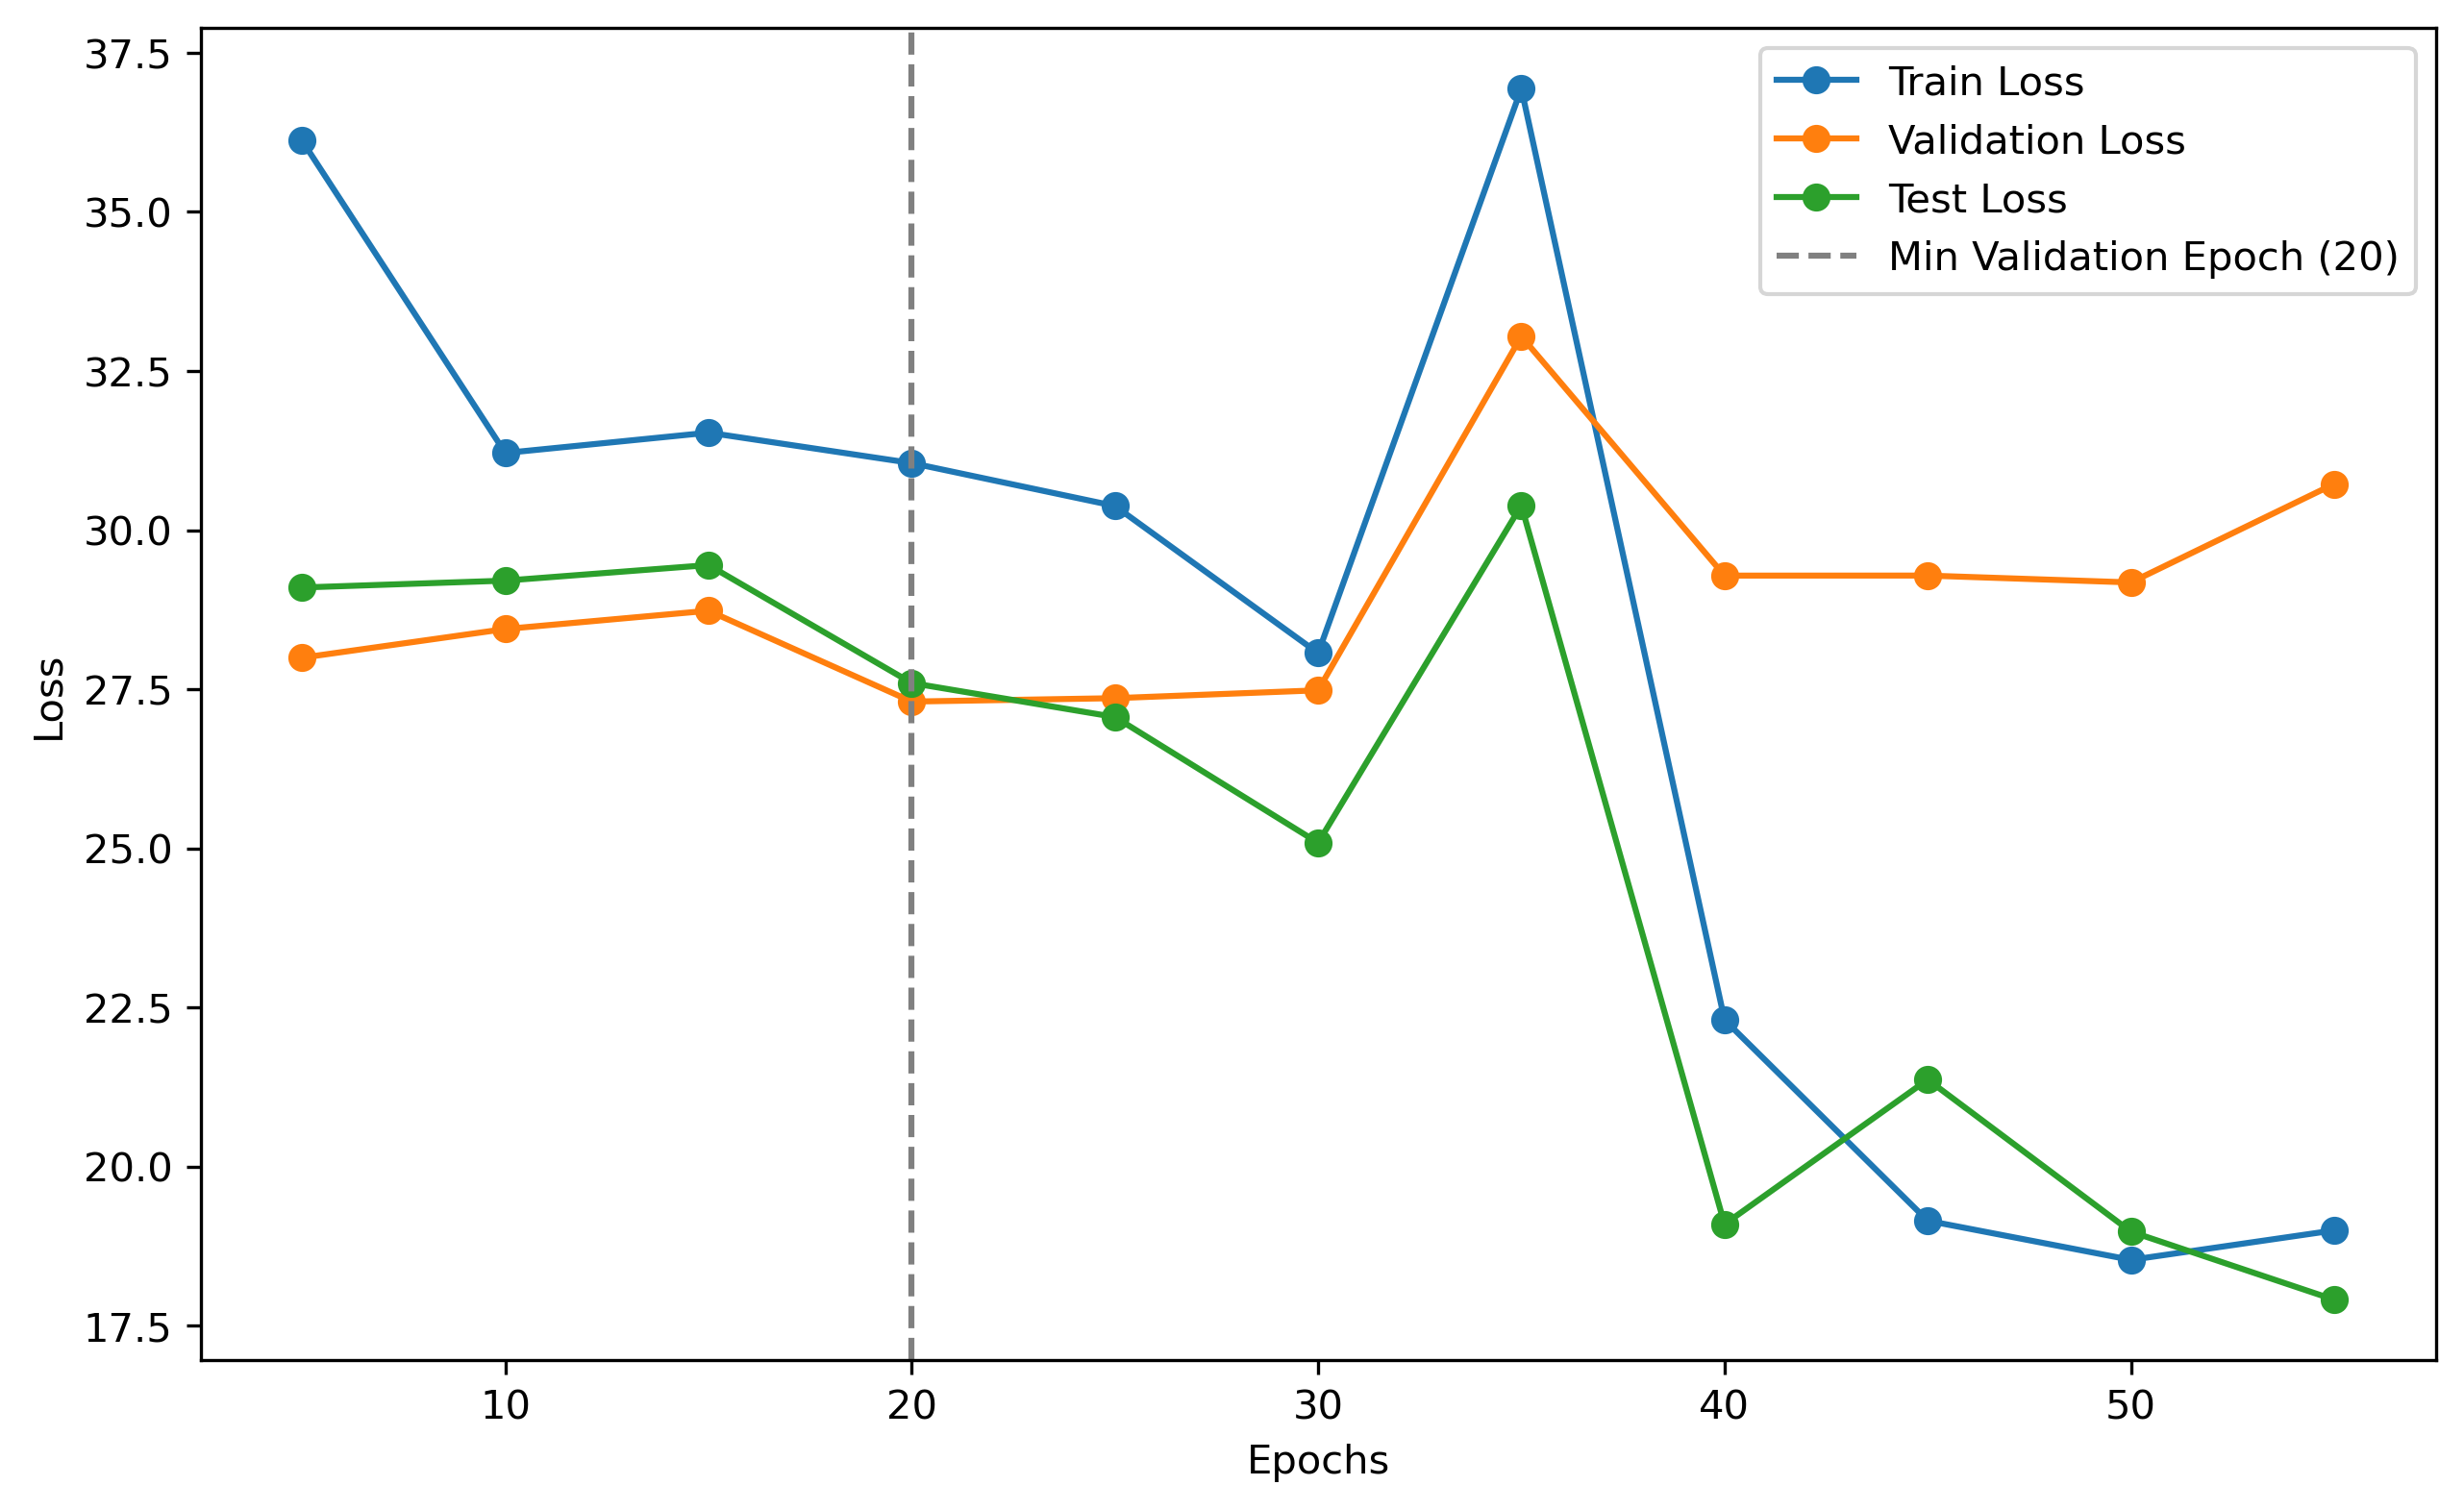 37.5
35.0
32.5
30.0
27.5
25.0
22.5
20.0
17.5
Loss
10 20 30 40 50
Epochs
Train Loss
Validation Loss
Test Loss
Min Validation Epoch (20)